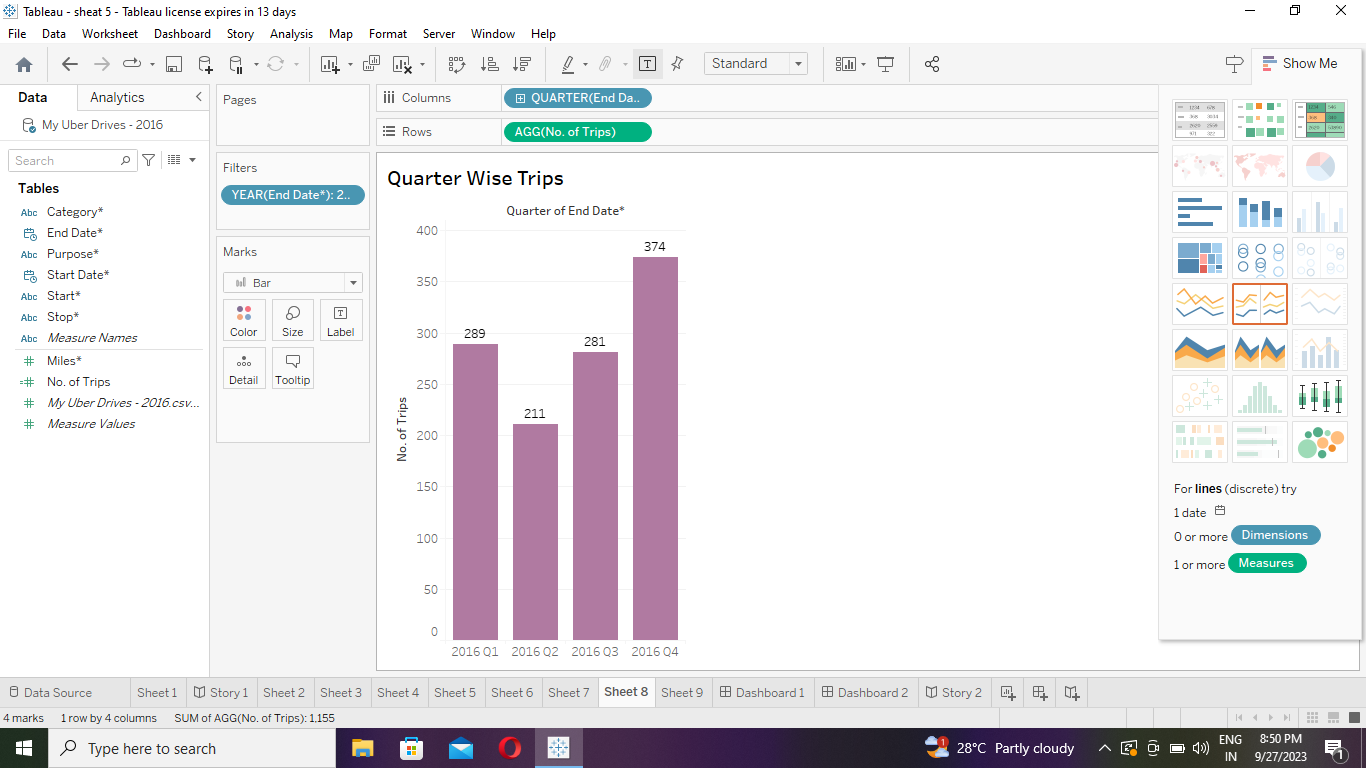 Tableau - sheat 5 - Tableau license expires in 13 days
File Data Worksheet Dashboard Story Analysis Map Format Server Window Help
Standard
Show Me
Data Analytics
My Uber Drives - 2016
Search
Tables
Abc Category*
End Date*
Abc Purpose*
Start Date*
Abc Start*
Abc Stop*
Abc Measure Names
# Miles*
=# No. of Trips
# My Uber Drives - 2016.csv...
# Measure Values
Pages
Filters
YEAR(End Date*): 2..
Marks
Bar
Color Size Label
Detail Tooltip
Columns QUARTER(End Da..
Rows AGG(No. of Trips)
Quarter Wise Trips
Quarter of End Date*
No. of Trips
400
350
300
250
200
150
100
50
0
289
211
281
374
2016 Q1 2016 Q2 2016 Q3 2016 Q4
For lines (discrete) try
1 date
0 or more Dimensions
1 or more Measures
Data Source Sheet 1 Story 1 Sheet 2 Sheet 3 Sheet 4 Sheet 5 Sheet 6 Sheet 7 Sheet 8 Sheet 9 Dashboard 1 Dashboard 2 Story 2
4 marks 1 row by 4 columns SUM of AGG(No. of Trips): 1,155
Type here to search
1
28°C Partly cloudy
ENG
IN
8:50 PM
9/27/2023
1